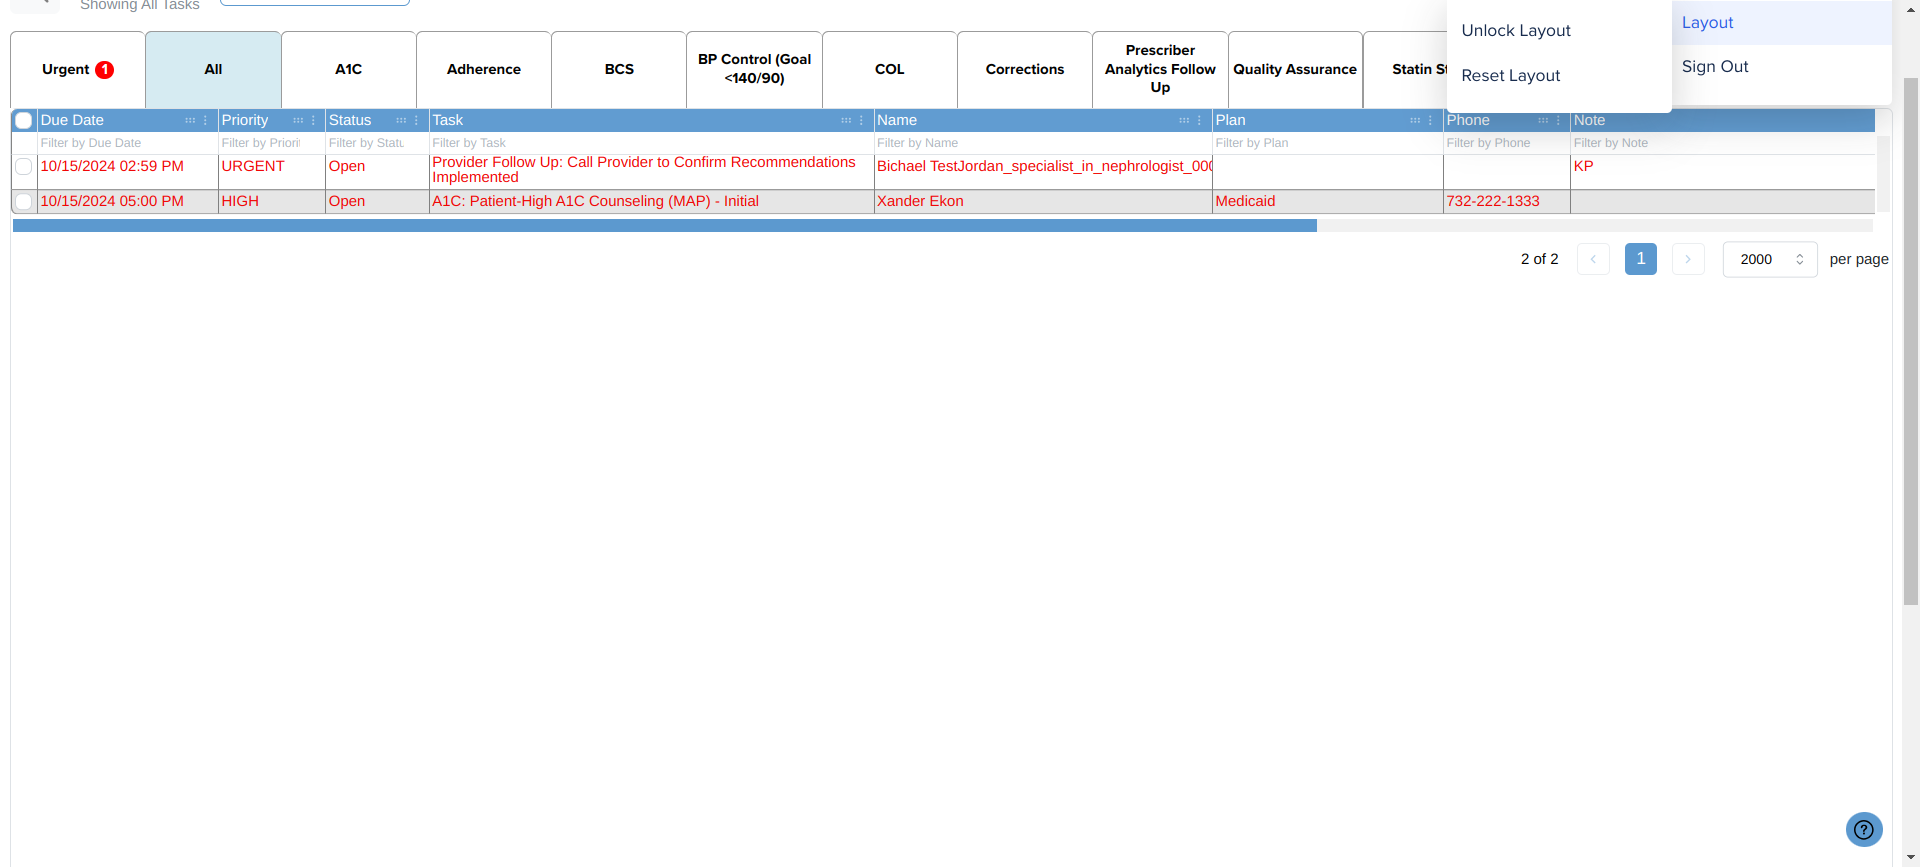 Showing All Tasks
Unlock Layout
Reset Layout
Layout
Sign Out
Urgent 1
All
A1C
Adherence
BCS
BP Control (Goal
<140/90)
COL
Corrections
Prescriber
Analytics Follow
Up
Quality Assurance
Statin
Due Date Priority Status Task Name Plan Phone Note
Filter by Due Date Filter by Priori Filter by Statu Filter by Task Filter by Name Filter by Plan Filter by Phone Filter by Note
10/15/2024 02:59 PM URGENT Open Provider Follow Up: Call Provider to Confirm Recommendations
Implemented
Bichael TestJordan_specialist_in_nephrologist_000 KP
10/15/2024 05:00 PM HIGH Open A1C: Patient-High A1C Counseling (MAP) - Initial Xander Ekon Medicaid 732-222-1333
2 of 2 < 1 > 2000 per page
?